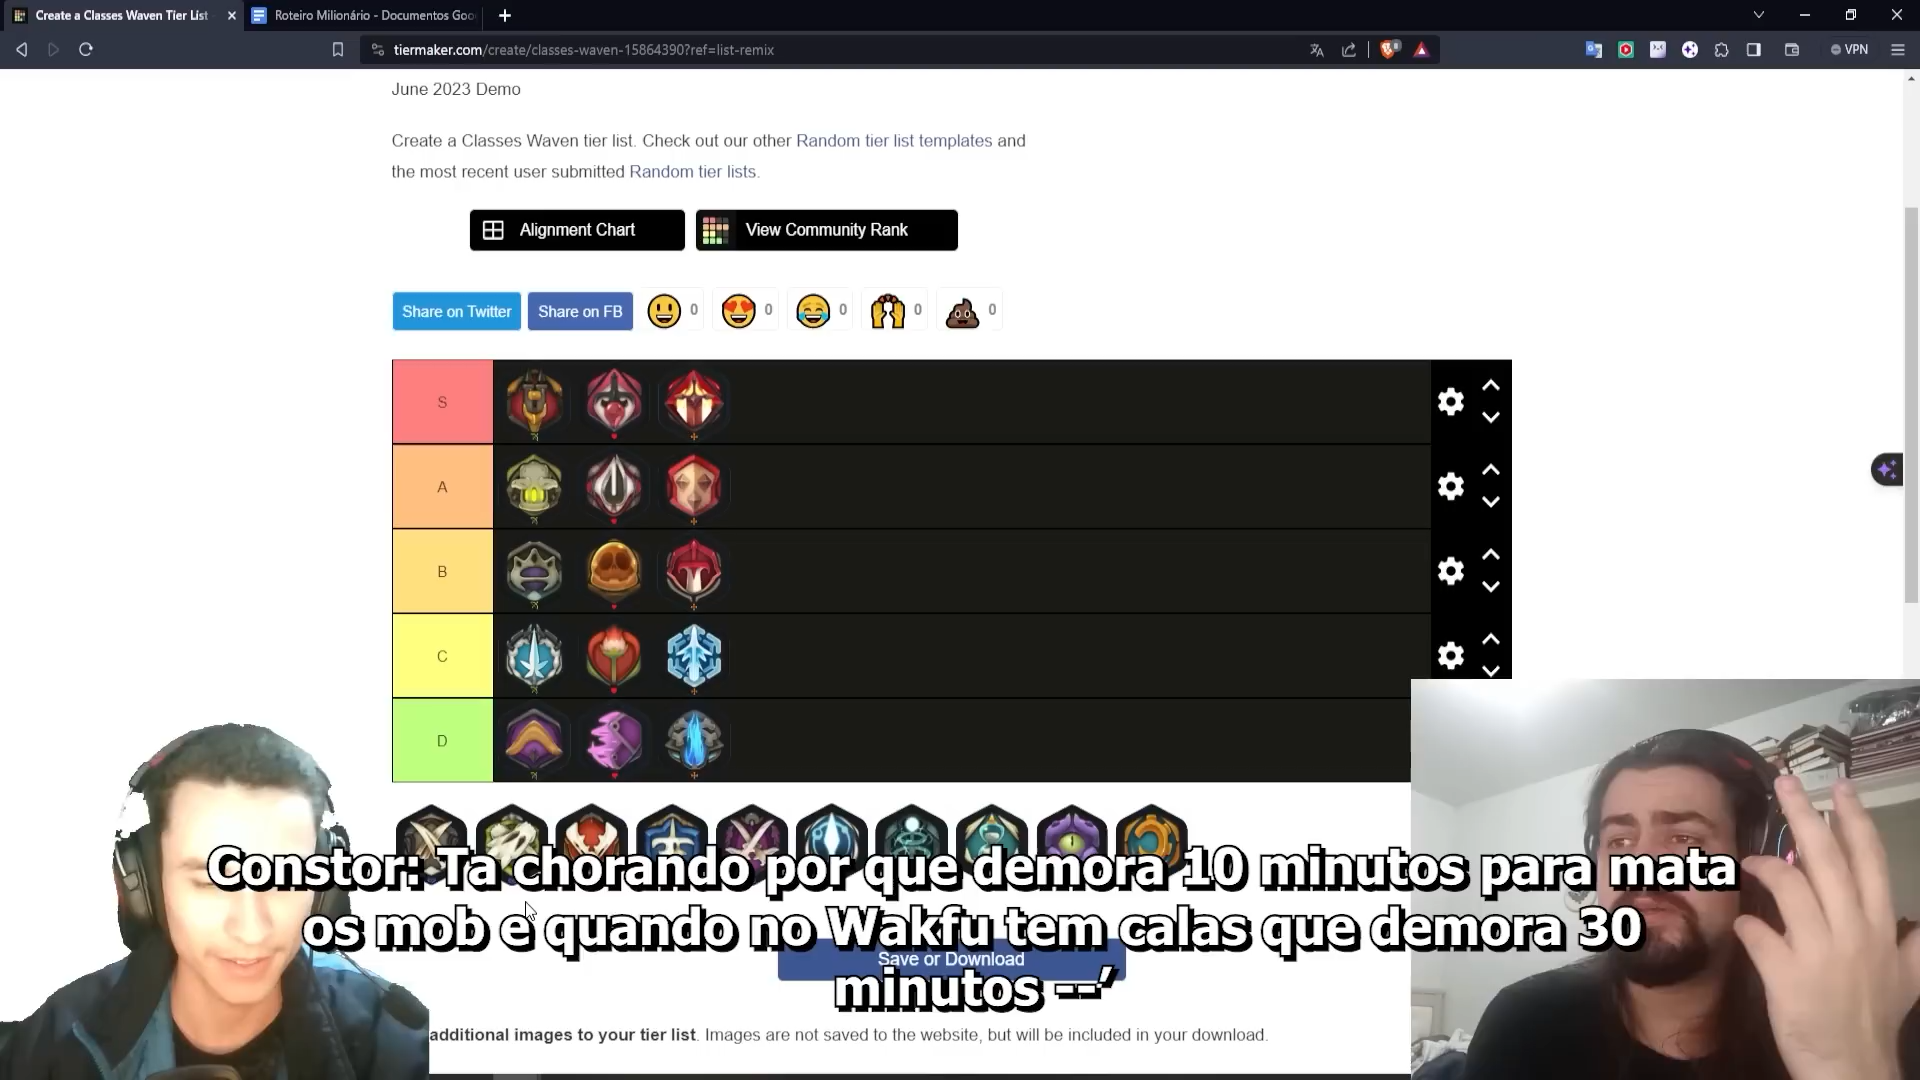 Create a Classes Waven Tier List
Roteiro Milionário - Documentos Goo
tiermaker.com/create/classes-waven-15864390?ref=list-remix
VPN
June 2023 Demo
Create a Classes Waven tier list. Check out our other Random tier list templates and
the most recent user submitted Random tier lists.
Alignment Chart
View Community Rank
Share on Twitter
Share on FB
0
0
0
0
0
S
A
B
C
D
Constor: Ta chorando por que demora 10 minutos para mata
os mob e quando no Wakfu tem calas que demora 30
minutos --'
Save or Download
additional images to your tier list. Images are not saved to the website, but will be included in your download.